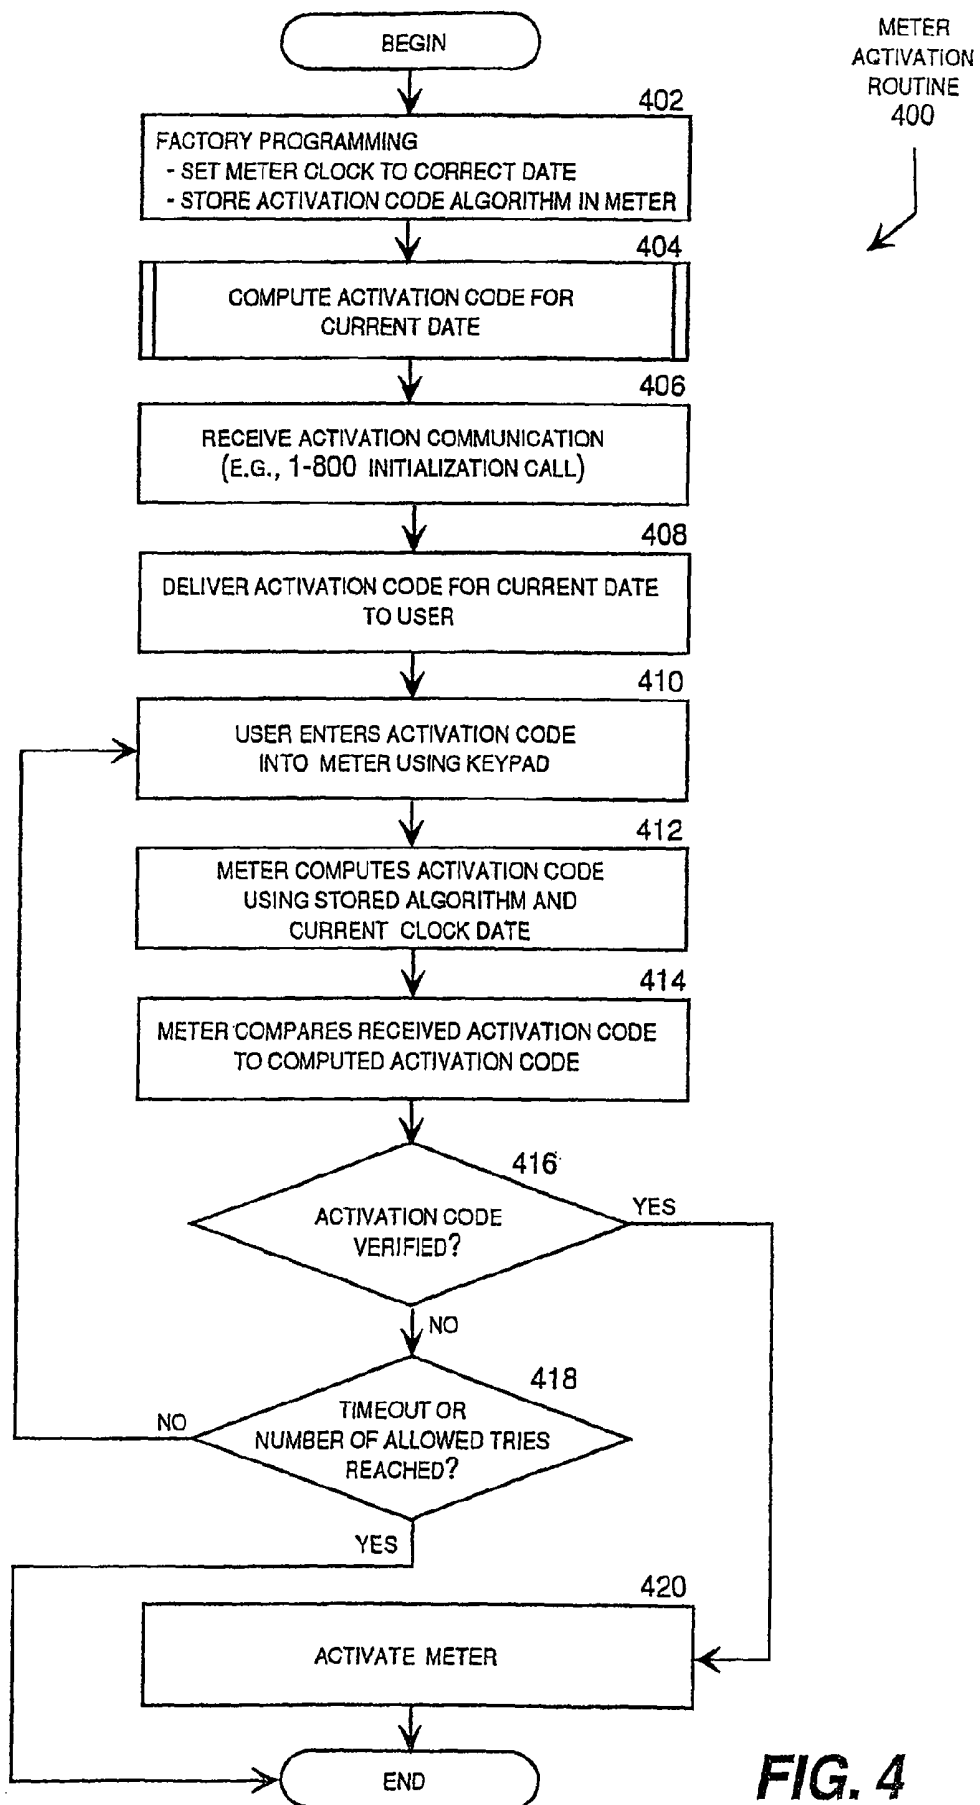 BEGIN
METER
ACTIVATION
ROUTINE
400
402
FACTORY PROGRAMMING
- SET METER CLOCK TO CORRECT DATE
- STORE ACTIVATION CODE ALGORITHM IN METER
404
COMPUTE ACTIVATION CODE FOR
CURRENT DATE
406
RECEIVE ACTIVATION COMMUNICATION
(E.G., 1-800 INITIALIZATION CALL)
408
DELIVER ACTIVATION CODE FOR CURRENT DATE
TO USER
410
USER ENTERS ACTIVATION CODE
INTO METER USING KEYPAD
412
METER COMPUTES ACTIVATION CODE
USING STORED ALGORITHM AND
CURRENT CLOCK DATE
414
METER COMPARES RECEIVED ACTIVATION CODE
TO COMPUTED ACTIVATION CODE
416
ACTIVATION CODE
VERIFIED?
YES
NO
418
TIMEOUT OR
NUMBER OF ALLOWED TRIES
REACHED?
NO
YES
420
ACTIVATE METER
END
FIG. 4